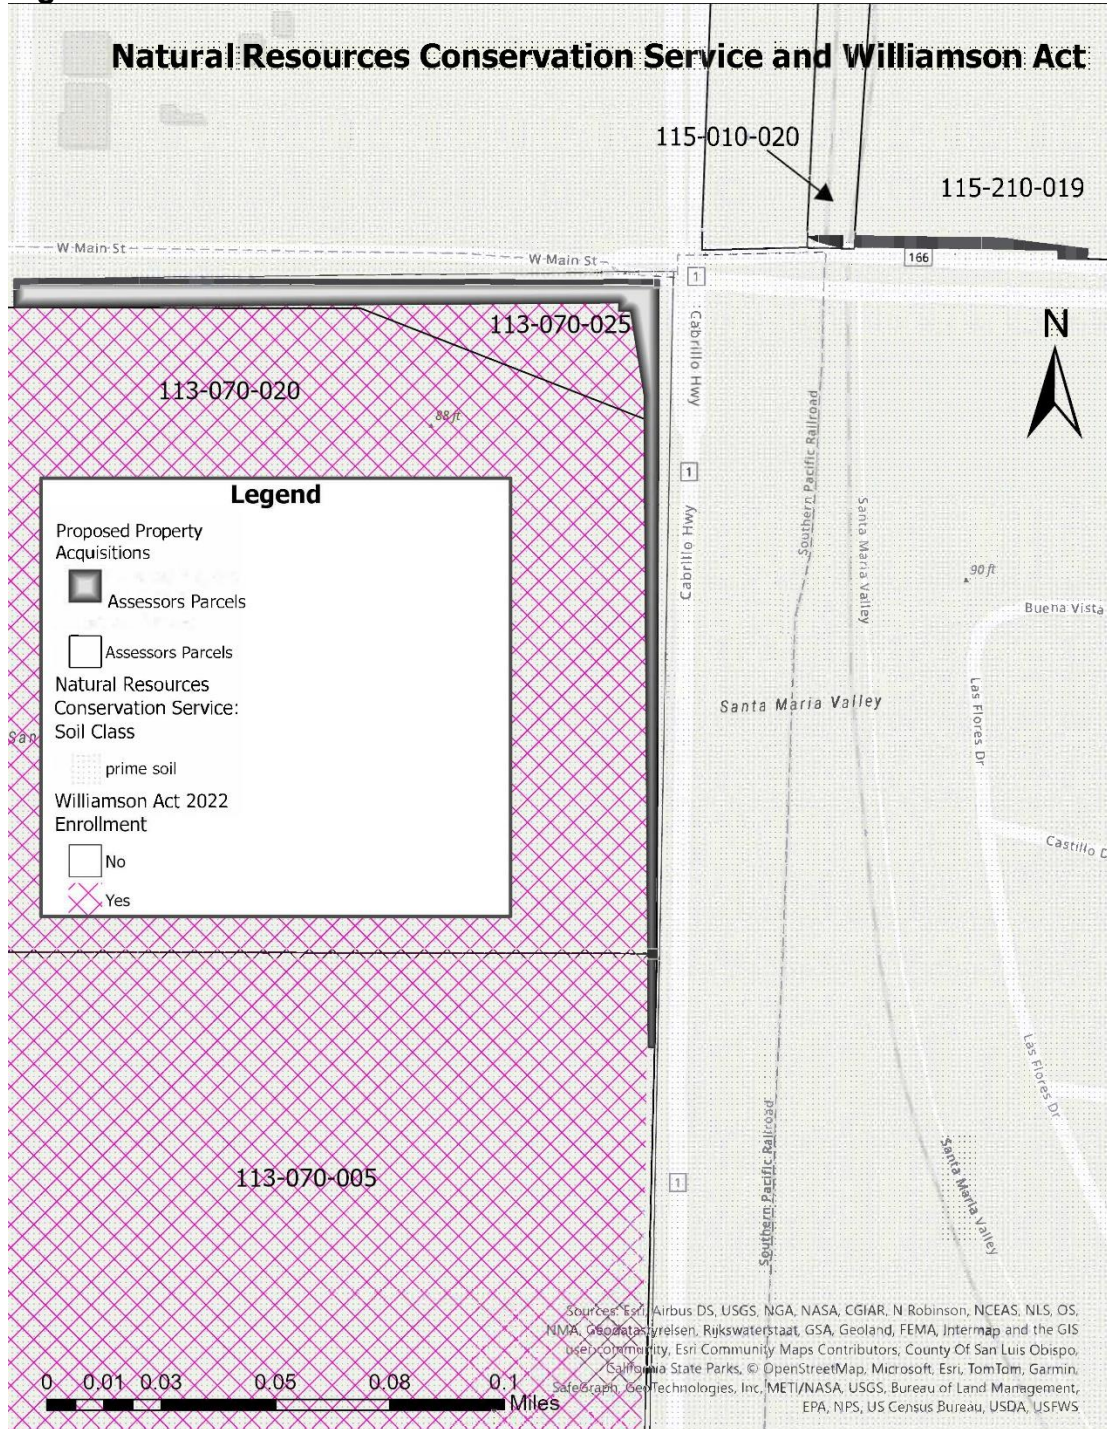 Natural Resources Conservation Service and Williamson Act
115-010-020
115-210-019
W Main St
W Main St
166
1
113-070-025
Cabrillo Hwy
N
113-070-020
88 ft
Southern Pacific Railroad
1
Legend
Proposed Property
Acquisitions
Assessors Parcels
Assessors Parcels
Natural Resources
Conservation Service:
Soil Class
prime soil
Williamson Act 2022
Enrollment
No
Yes
San
Cabrillo Hwy
Santa Maria Valley
90 ft
Buena Vista
Las Flores Dr
Santa Maria Valley
Castillo D
Las Flores Dr
Southern Pacific Railroad
Santa Maria Valley
113-070-005
1
Sources: Esri, Airbus DS, USGS, NGA, NASA, CGIAR, N Robinson, NCEAS, NLS, OS,
NMA, Geodatastyrelsen, Rijkswaterstaat, GSA, Geoland, FEMA, Intermap and the GIS
user community, Esri Community Maps Contributors, County Of San Luis Obispo,
California State Parks, © OpenStreetMap, Microsoft, Esri, TomTom, Garmin,
SafeGraph, GeoTechnologies, Inc, METI/NASA, USGS, Bureau of Land Management,
EPA, NPS, US Census Bureau, USDA, USFWS
0 0.01 0.03 0.05 0.08 0.1
Miles